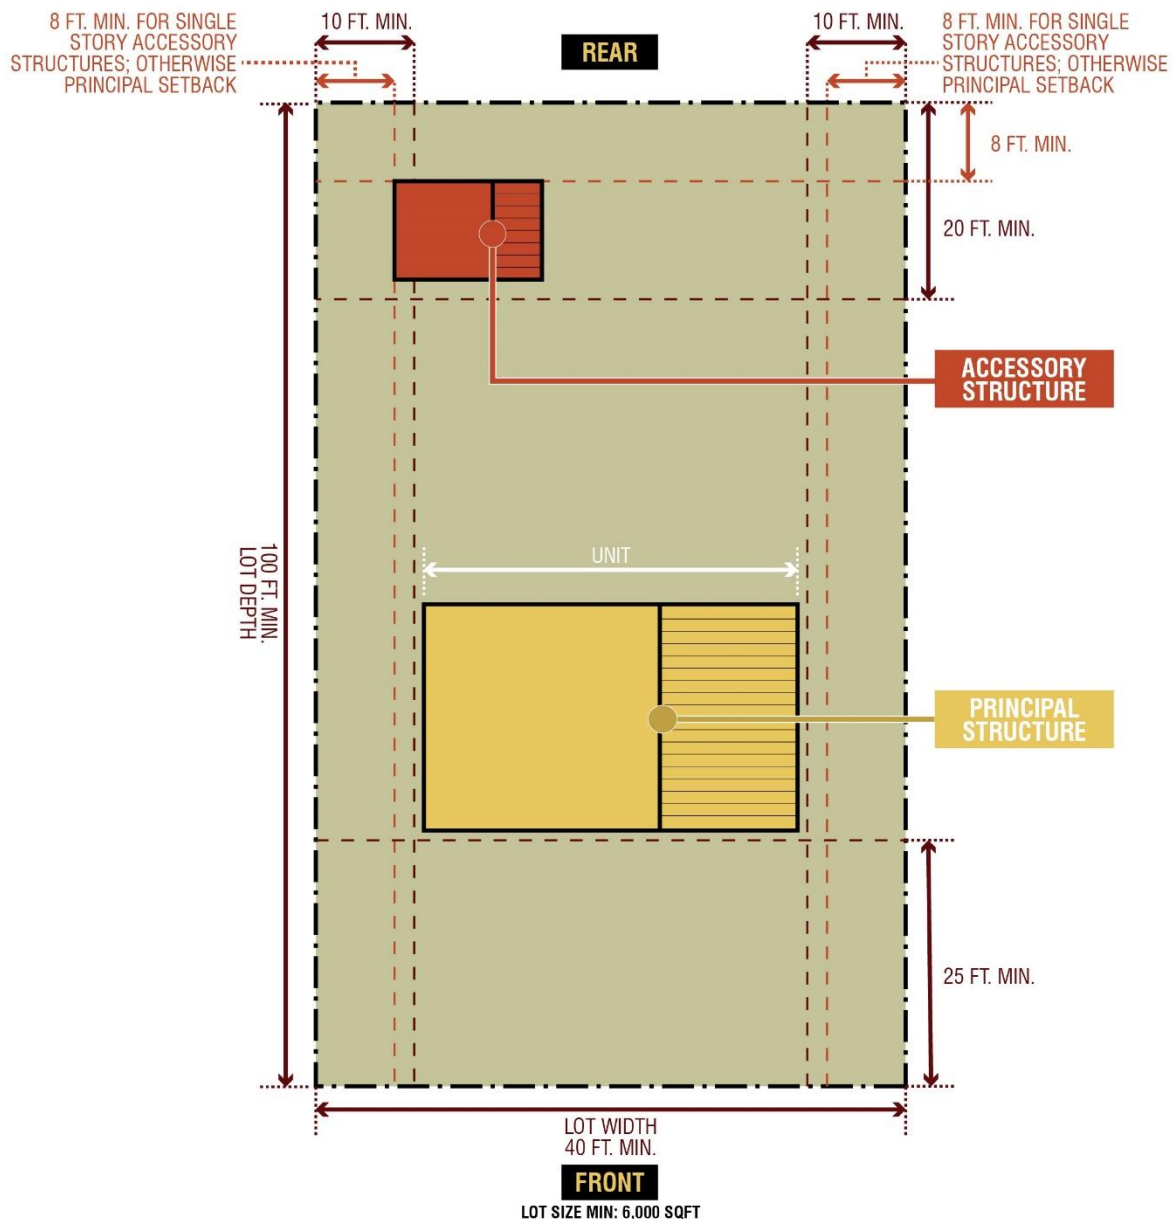 8 FT. MIN. FOR SINGLE
STORY ACCESSORY
STRUCTURES; OTHERWISE
PRINCIPAL SETBACK
10 FT. MIN.
REAR
10 FT. MIN.
8 FT. MIN. FOR SINGLE
STORY ACCESSORY
STRUCTURES; OTHERWISE
PRINCIPAL SETBACK
8 FT. MIN.
20 FT. MIN.
ACCESSORY
STRUCTURE
100 FT. MIN.
LOT DEPTH
UNIT
PRINCIPAL
STRUCTURE
25 FT. MIN.
LOT WIDTH
40 FT. MIN.
FRONT
LOT SIZE MIN: 6,000 SQFT